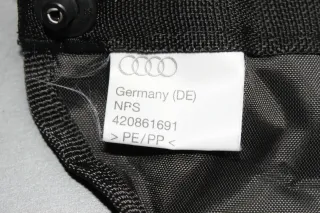 Germany (DE)
NPS
420861691
> PE/PP <